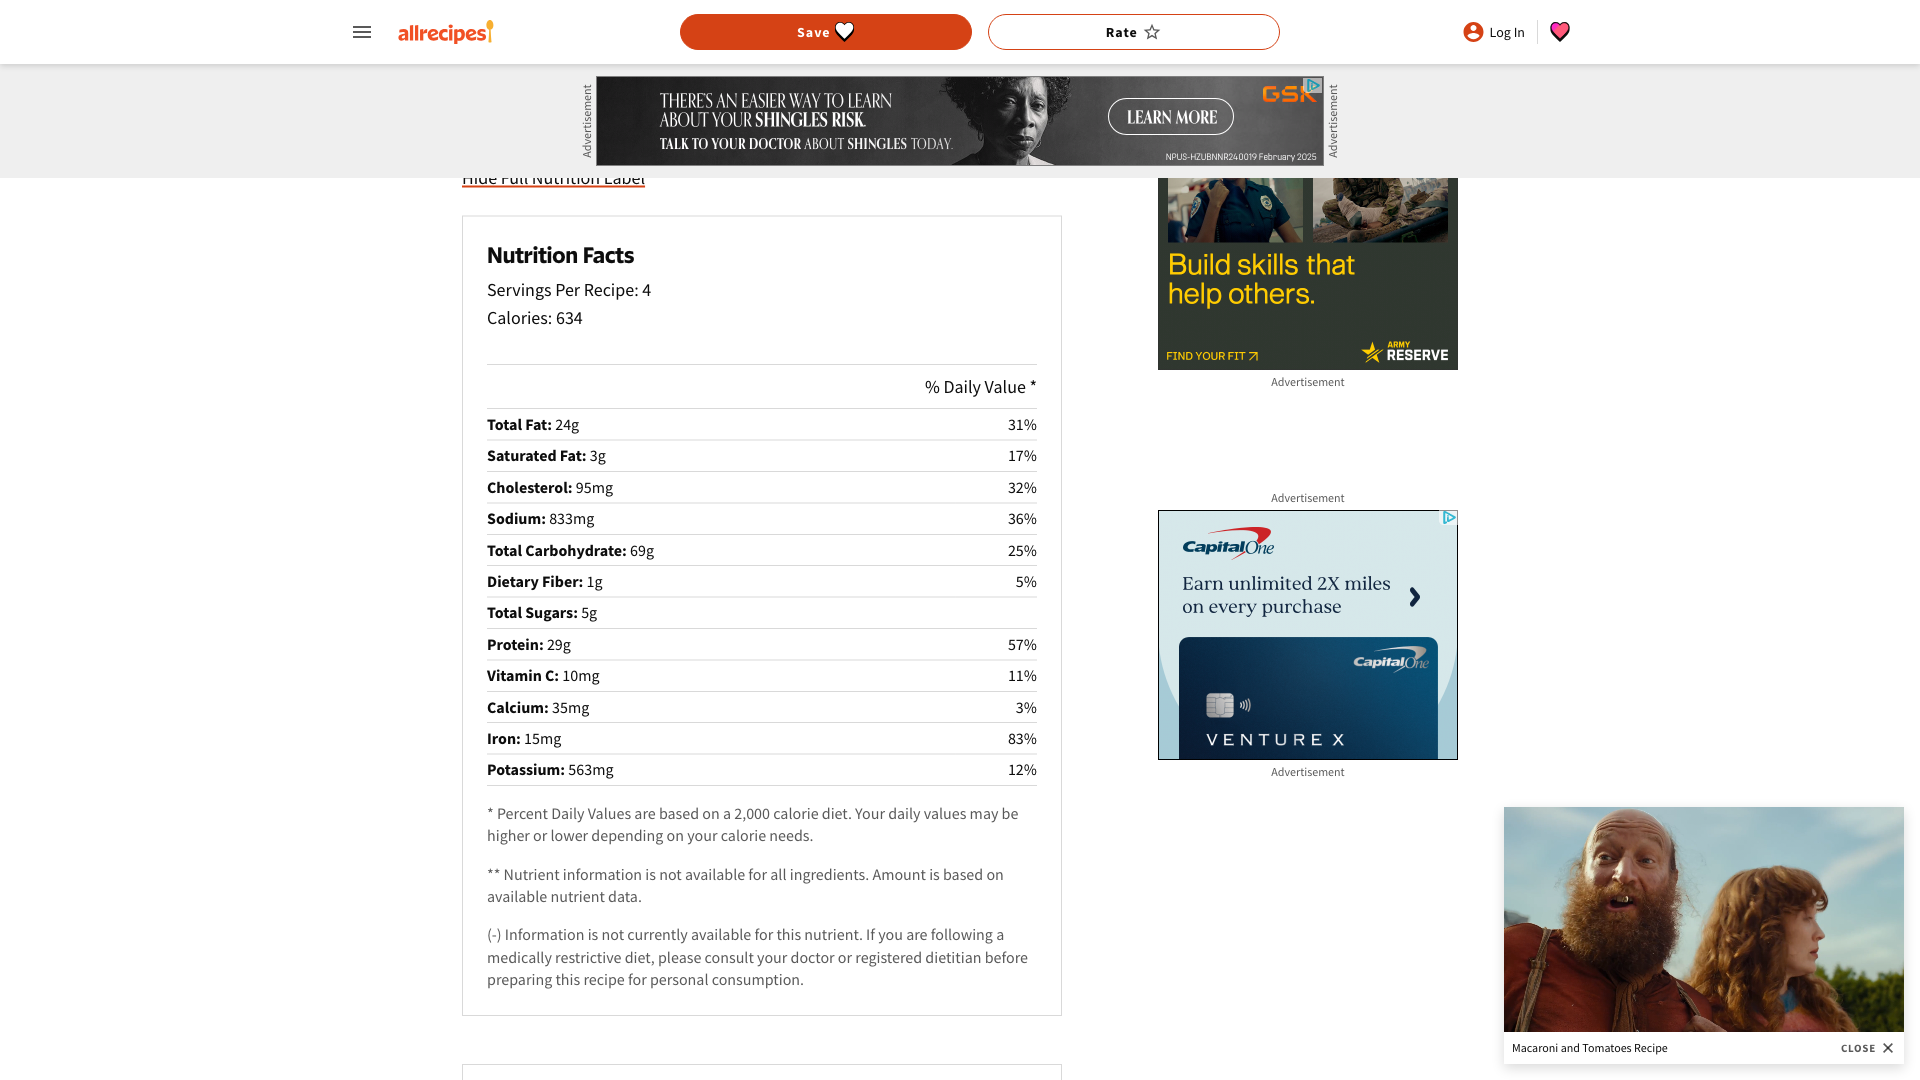 allrecipes
Save
Rate
Log In
Advertisement
THERE'S AN EASIER WAY TO LEARN
ABOUT YOUR SHINGLES RISK.
TALK TO YOUR DOCTOR ABOUT SHINGLES TODAY.
LEARN MORE
GSK
NPUS-HZUBNNR240019 February 2025
Advertisement
Hide Full Nutrition Label
Nutrition Facts
Servings Per Recipe: 4
Calories: 634
% Daily Value *
Total Fat: 24g 31%
Saturated Fat: 3g 17%
Cholesterol: 95mg 32%
Sodium: 833mg 36%
Total Carbohydrate: 69g 25%
Dietary Fiber: 1g 5%
Total Sugars: 5g
Protein: 29g 57%
Vitamin C: 10mg 11%
Calcium: 35mg 3%
Iron: 15mg 83%
Potassium: 563mg 12%
* Percent Daily Values are based on a 2,000 calorie diet. Your daily values may be
higher or lower depending on your calorie needs.
** Nutrient information is not available for all ingredients. Amount is based on
available nutrient data.
(-) Information is not currently available for this nutrient. If you are following a
medically restrictive diet, please consult your doctor or registered dietitian before
preparing this recipe for personal consumption.
Build skills that
help others.
FIND YOUR FIT
ARMY
RESERVE
Advertisement
Advertisement
Capital One
Earn unlimited 2X miles
on every purchase
Capital One
VENTURE X
Advertisement
Macaroni and Tomatoes Recipe
CLOSE